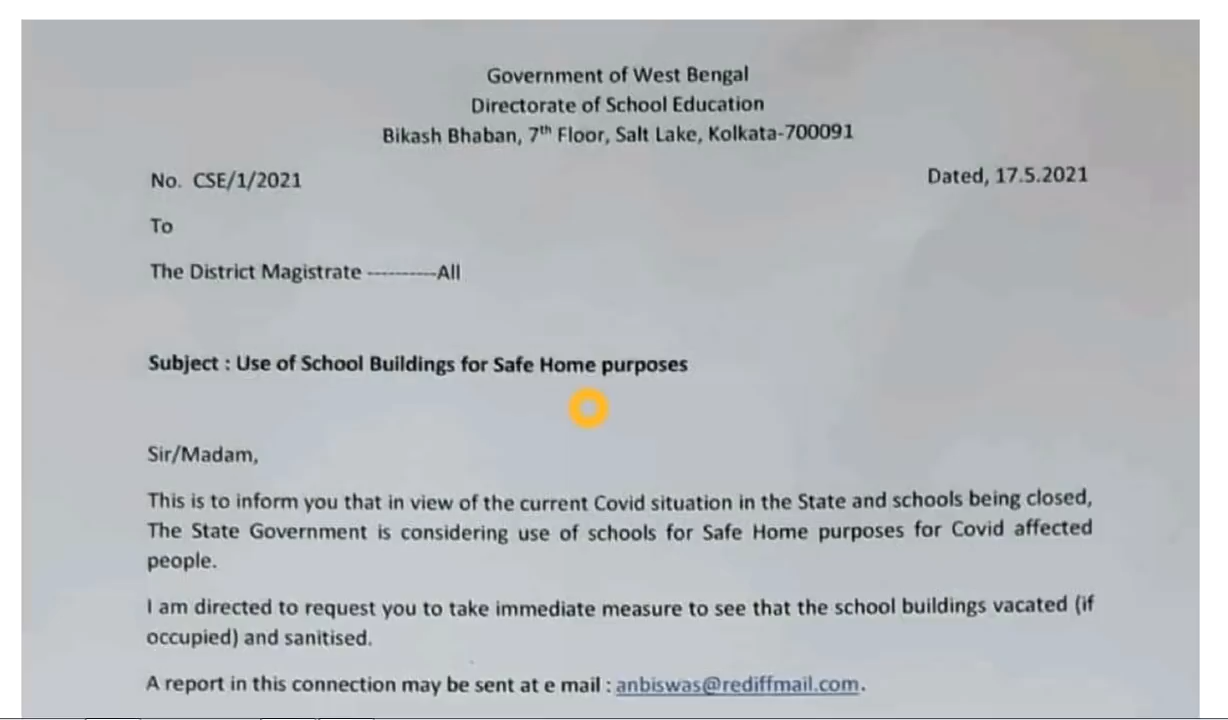 Government of West Bengal
Directorate of School Education
Bikash Bhaban, 7th Floor, Salt Lake, Kolkata-700091
No. CSE/1/2021 Dated, 17.5.2021
To
The District Magistrate ----------All
Subject : Use of School Buildings for Safe Home purposes
Sir/Madam,
This is to inform you that in view of the current Covid situation in the State and schools being closed,
The State Government is considering use of schools for Safe Home purposes for Covid affected
people.
I am directed to request you to take immediate measure to see that the school buildings vacated (if
occupied) and sanitised.
A report in this connection may be sent at e mail : anbiswas@rediffmail.com.